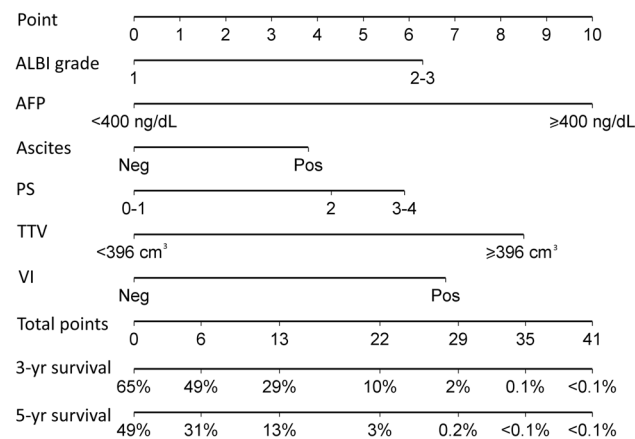 Point
0 1 2 3 4 5 6 7 8 9 10
ALBI grade
1 2-3
AFP
<400 ng/dL ≥400 ng/dL
Ascites
Neg Pos
PS
0-1 2 3-4
TTV
<396 cm³ ≥396 cm³
VI
Neg Pos
Total points
0 6 13 22 29 35 41
3-yr survival
65% 49% 29% 10% 2% 0.1% <0.1%
5-yr survival
49% 31% 13% 3% 0.2% <0.1% <0.1%